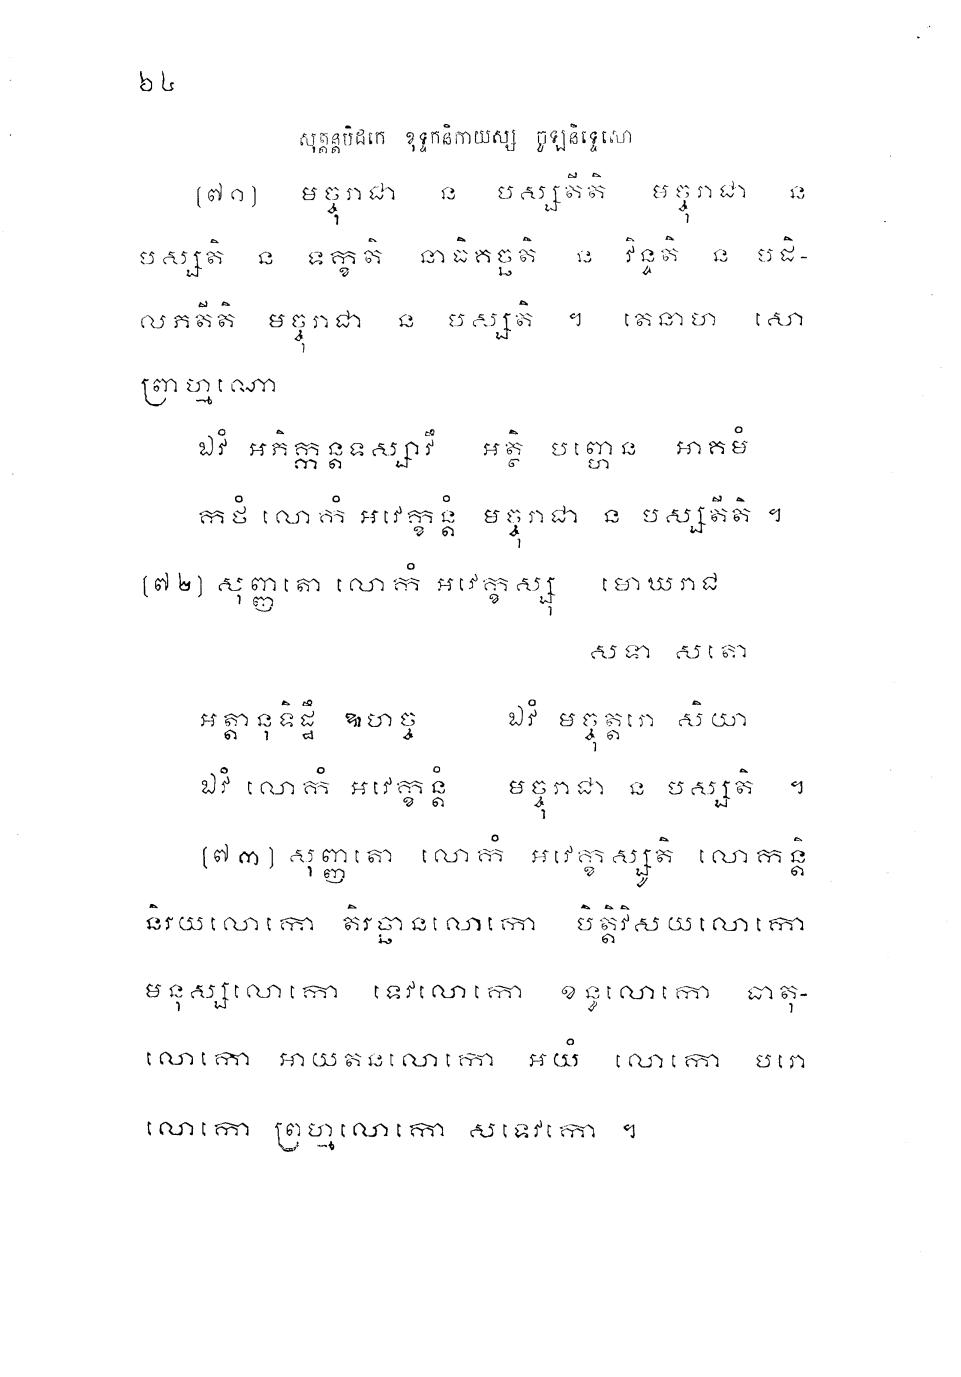 ៦៤
សុត្តន្តបិដកេ ខុទ្ទកនិកាយស្ស ចូឡនិទ្ទេសោ
(៧១) មច្ចុរាជា ន បស្សតីតិ មច្ចុរាជា ន
បស្សតិ ន ទក្ខតិ នាធិគច្ឆតិ ន វិន្ទតិ ន បដិ-
លភតីតិ មច្ចុរាជា ន បស្សតិ ។ តេនាហ សោ
ព្រាហ្មណោ
ឯវំ អភិក្កន្តទស្សាវឹ អត្ថិ បញ្ហេន អាគមំ
កថំ លោកំ អវេក្ខន្តំ មច្ចុរាជា ន បស្សតីតិ ។
(៧២) សុញ្ញតោ លោកំ អវេក្ខស្សុ មោឃរាជ
សទា សតោ
អត្តានុទិដ្ឋឹ ឩហច្ច ឯវំ មច្ចុត្តរោ សិយា
ឯវំ លោកំ អវេក្ខន្តំ មច្ចុរាជា ន បស្សតិ ។
(៧៣) សុញ្ញតោ លោកំ អវេក្ខស្សូតិ លោកន្តិ
និរយលោកោ តិរច្ឆានលោកោ បិត្តិវិសយលោកោ
មនុស្សលោកោ ទេវលោកោ ខន្ធលោកោ ធាតុ-
លោកោ អាយតនលោកោ អយំ លោកោ បរោ
លោកោ ព្រហ្មលោកោ សទេវកោ ។